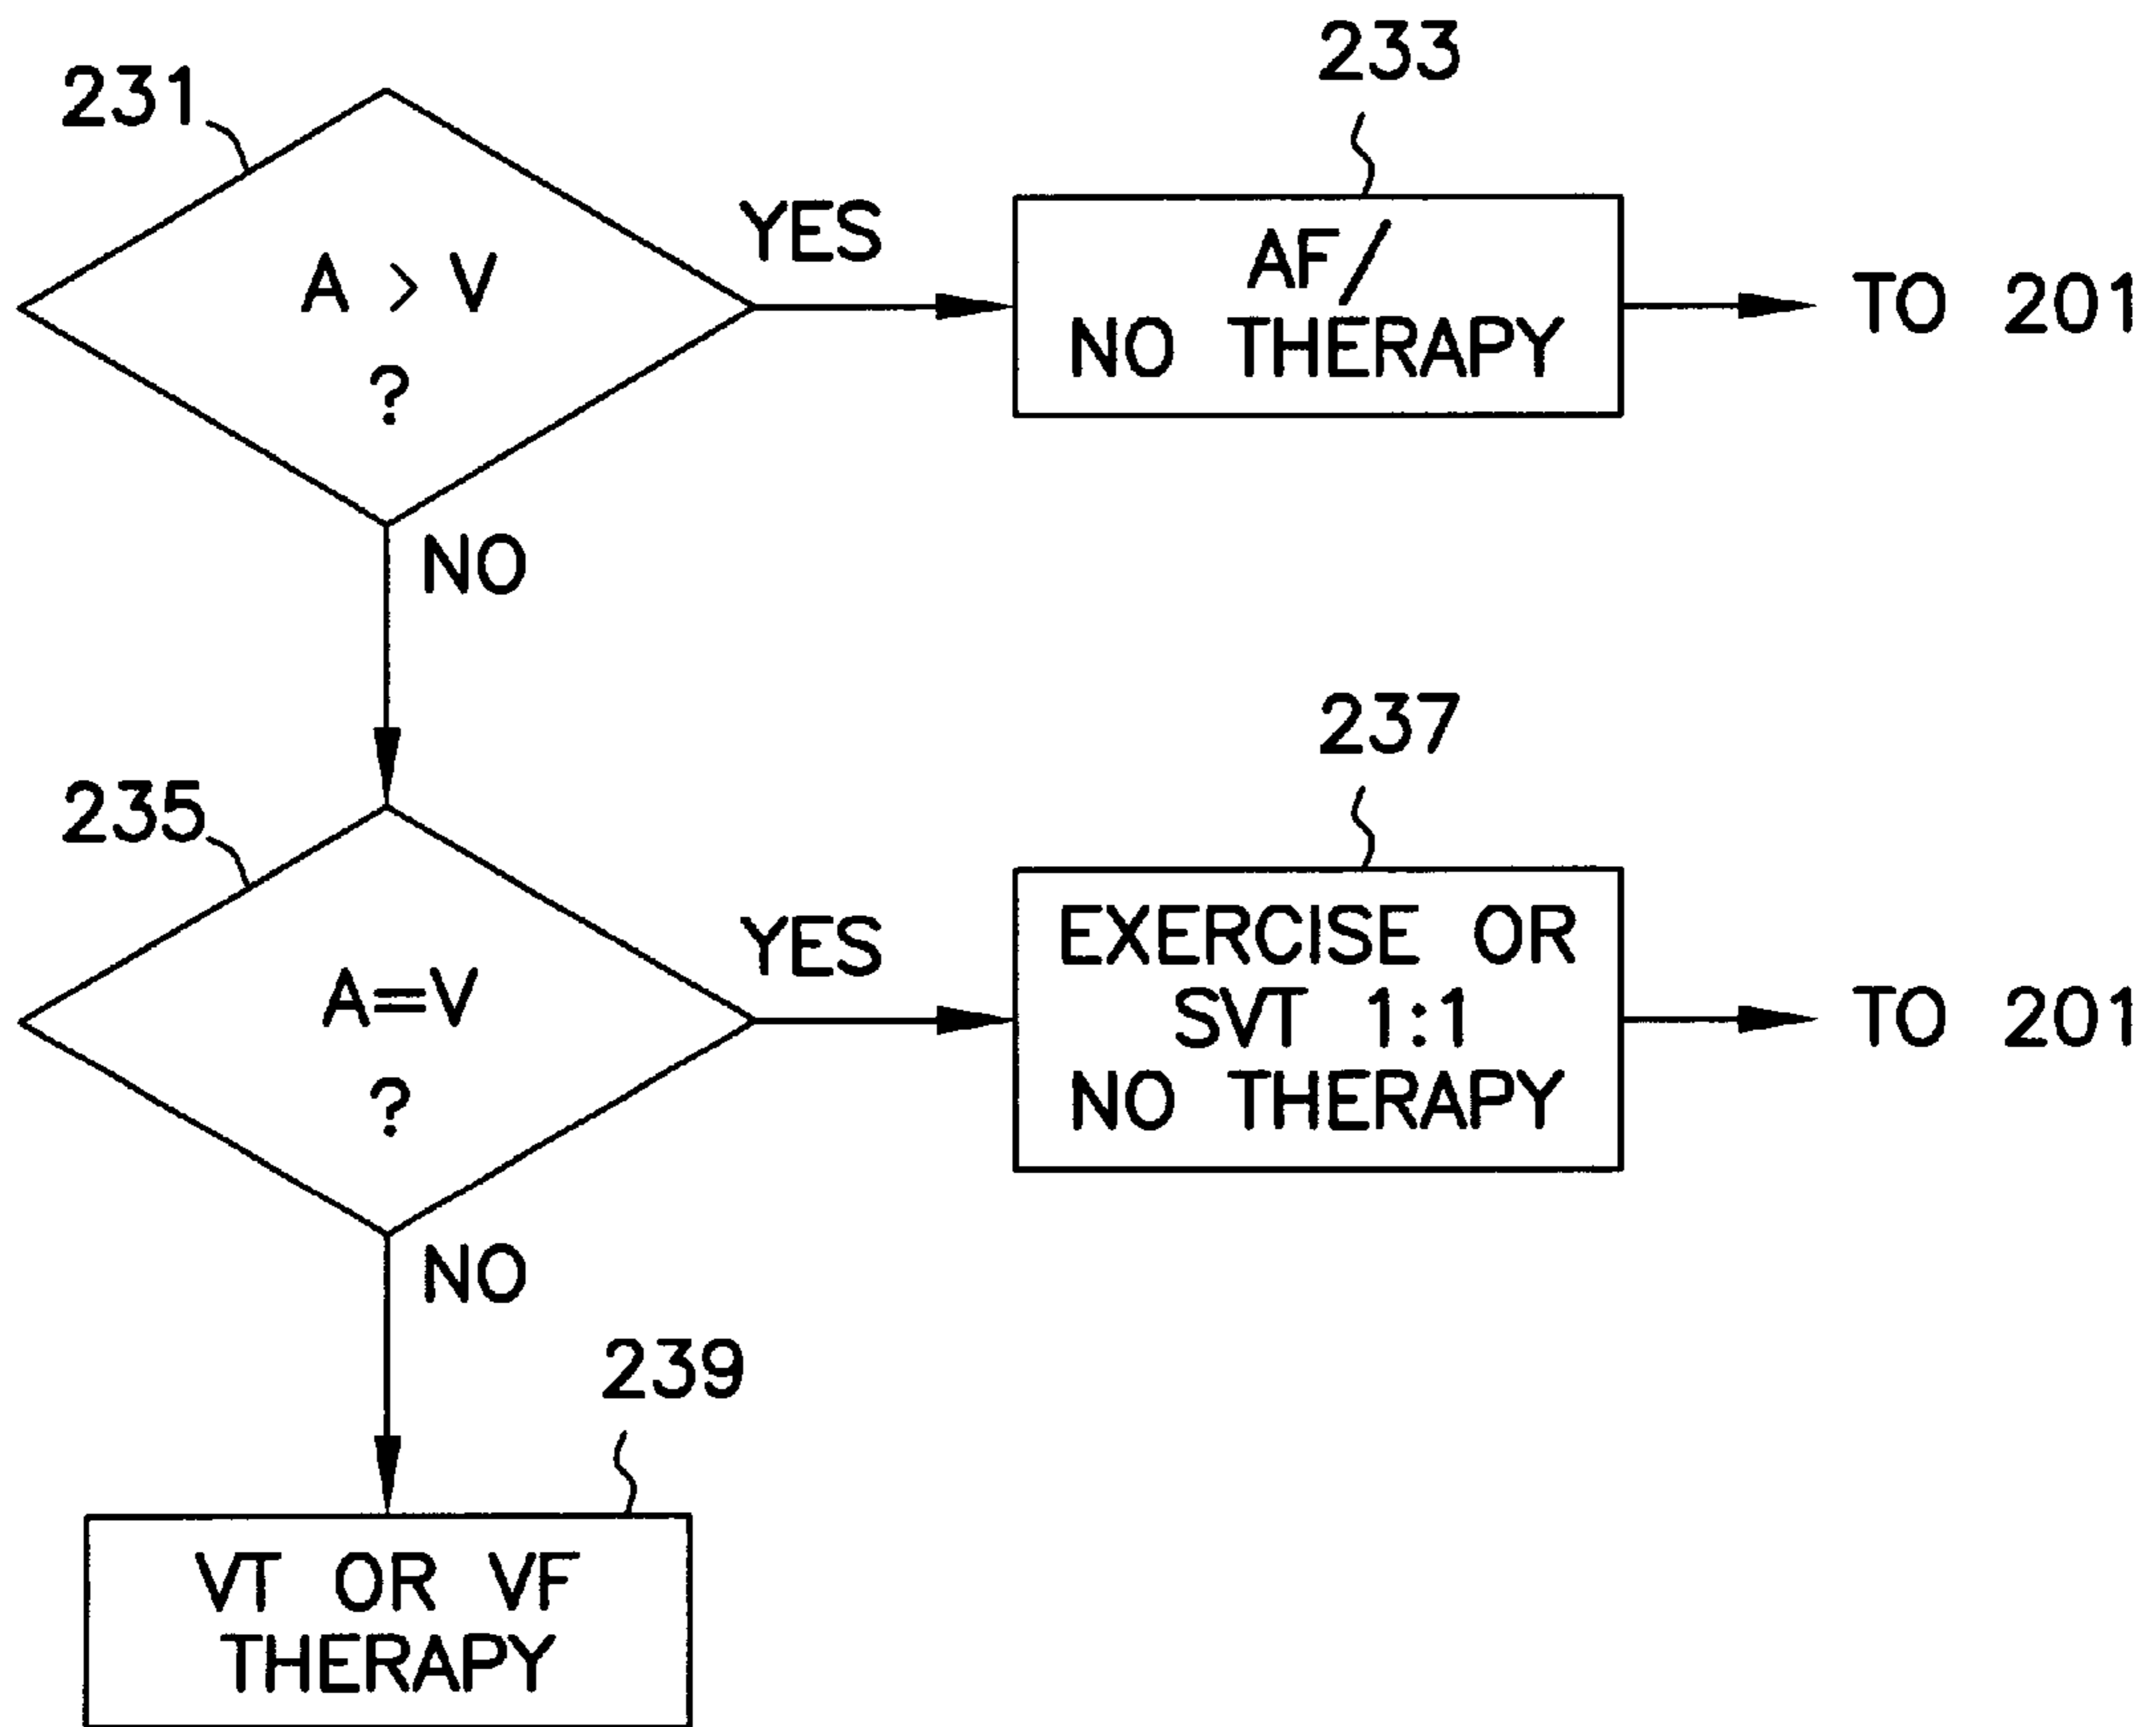 233
231
A > V
?
YES
AF/
NO THERAPY
TO 201
NO
237
235
A=V
?
YES
EXERCISE OR
SVT 1:1
NO THERAPY
TO 201
NO
239
VT OR VF
THERAPY